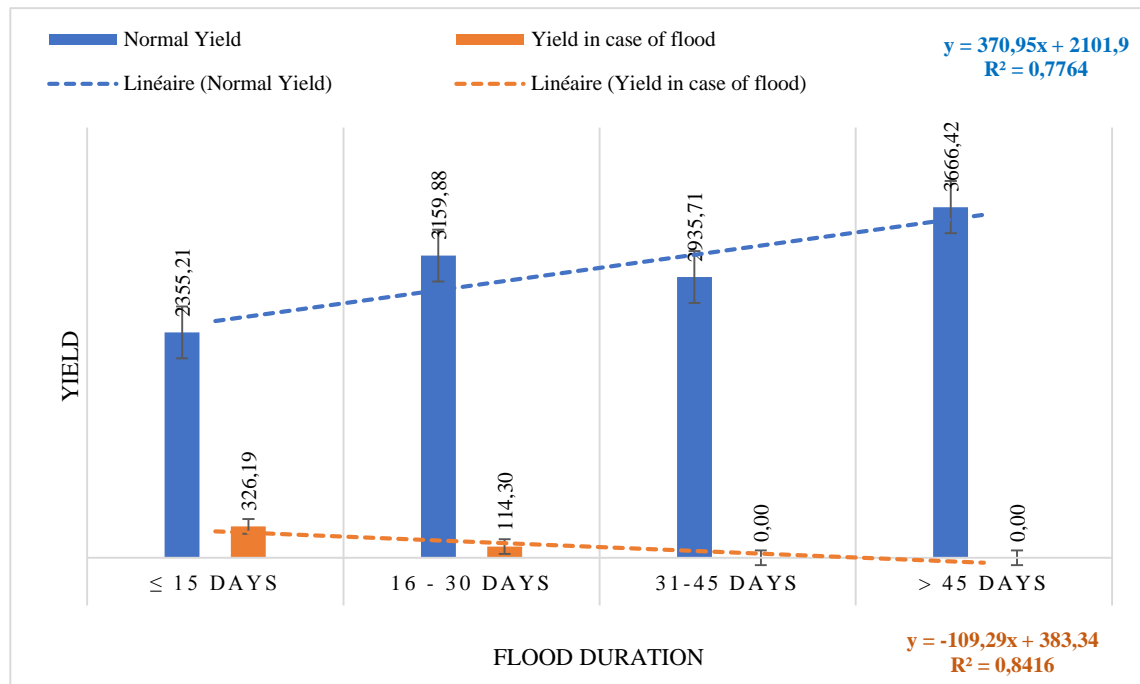 Normal Yield
Yield in case of flood
Linéaire (Normal Yield)
Linéaire (Yield in case of flood)
y = 370,95x + 2101,9
R² = 0,7764
YIELD
2355,21
326,19
3159,88
114,30
2935,71
0,00
3666,42
0,00
≤ 15 DAYS
16 - 30 DAYS
31-45 DAYS
> 45 DAYS
FLOOD DURATION
y = -109,29x + 383,34
R² = 0,8416